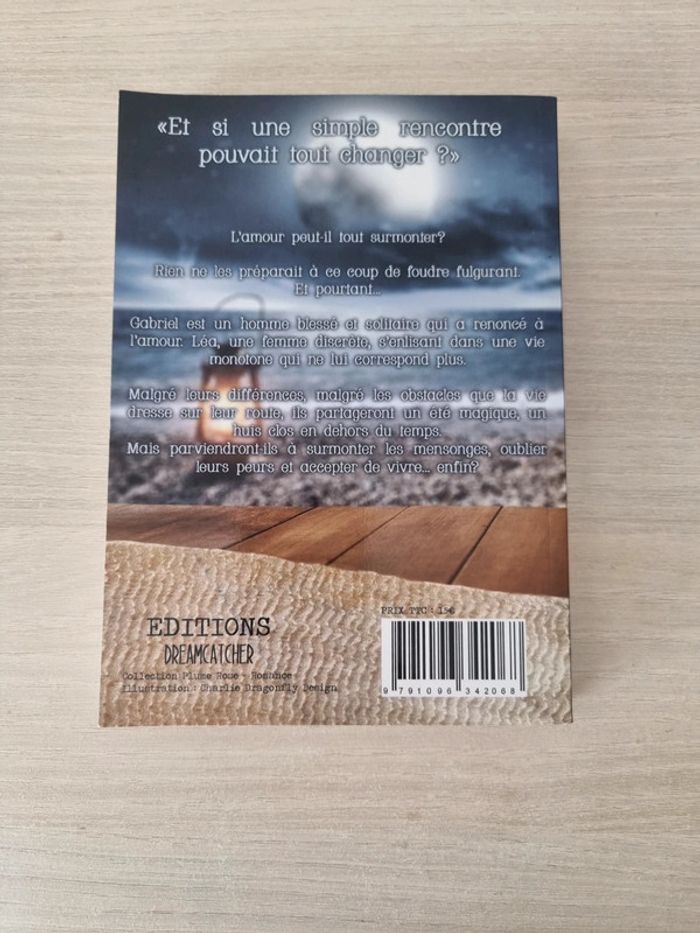 «Et si une simple rencontre
pouvait tout changer ?»
L'amour peut-il tout surmonter?
Rien ne les préparait à ce coup de foudre fulgurant.
Et pourtant...
Gabriel est un homme blessé et solitaire qui a renoncé à
l'amour. Léa, une femme discrète, s'enlisant dans une vie
monotone qui ne lui correspond plus.
Malgré leurs différences, malgré les obstacles que la vie
dresse sur leur route, ils partageront un été magique, un
huis clos en dehors du temps.
Mais parviendront-ils à surmonter les mensonges, oublier
leurs peurs et accepter de vivre... enfin?
PRIX TTC : 15€
EDITIONS
DREAMCATCHER
Collection Plume Rose - Romance
Illustration : Charlie Dragonfly Design
9 791096 342068